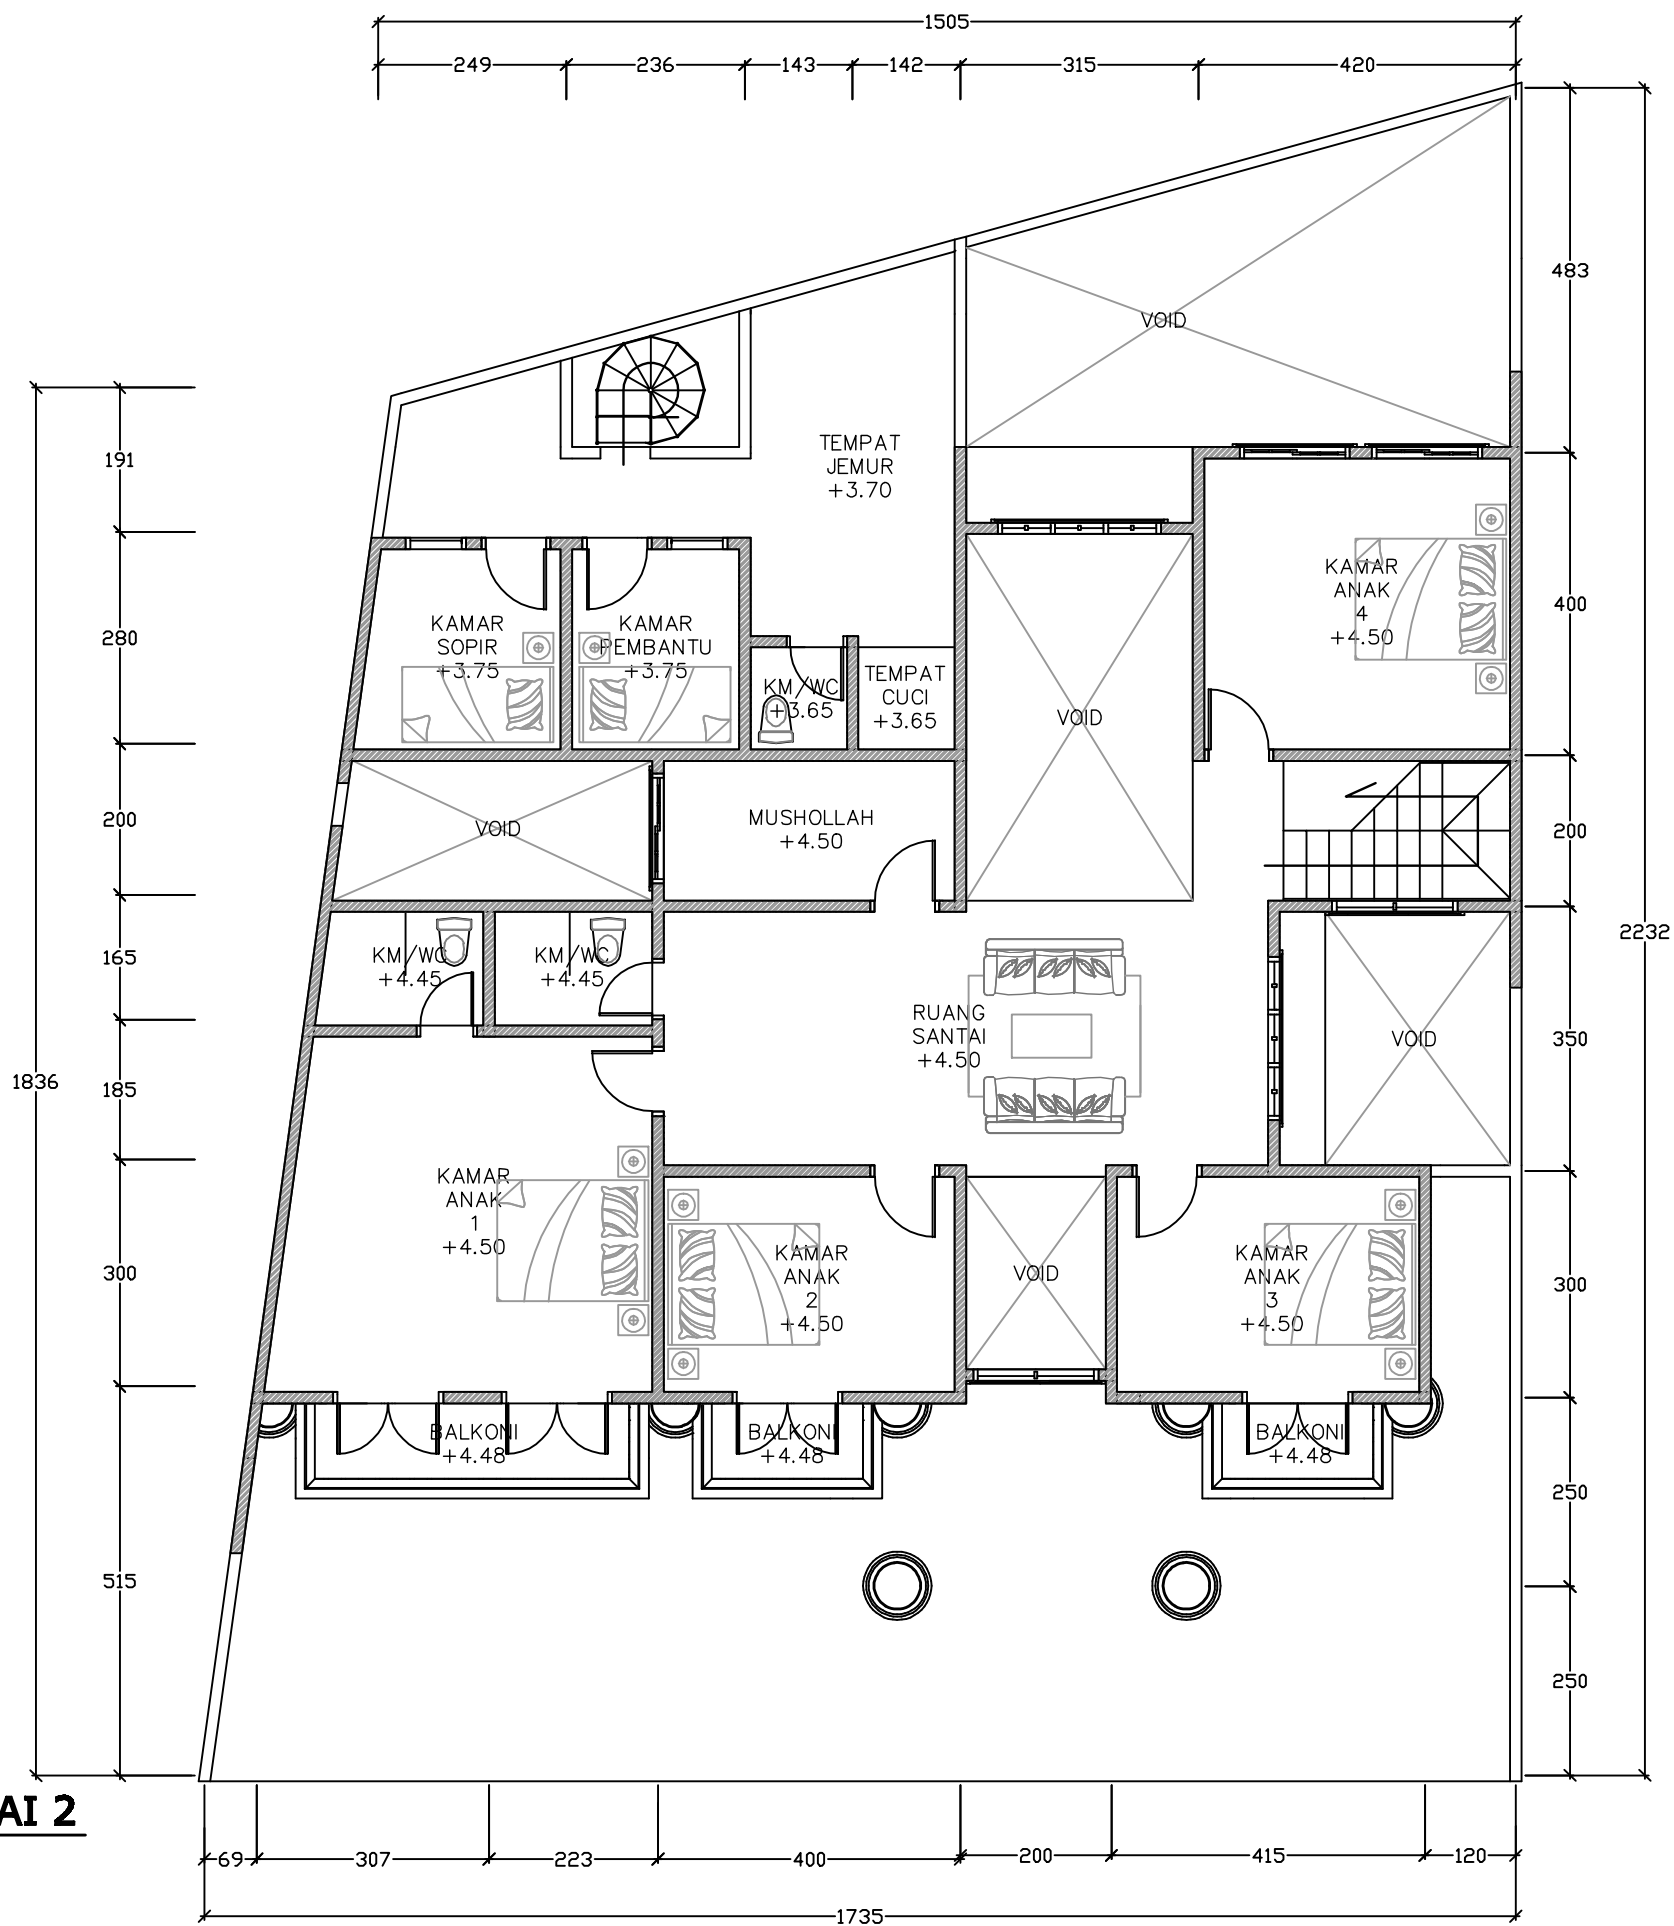 1505
249
236
143
142
315
420
483
VOID
TEMPAT
JEMUR
+3.70
191
KAMAR
ANAK
4
+4.50
400
KAMAR
SOPIR
+3.75
KAMAR
PEMBANTU
+3.75
280
KM/WC
+3.65
TEMPAT
CUCI
+3.65
VOID
200
VOID
MUSHOLLAH
+4.50
200
2232
165
KM/WC
+4.45
KM/WC
+4.45
RUANG
SANTAI
+4.50
VOID
350
1836
185
KAMAR
ANAK
1
+4.50
300
KAMAR
ANAK
2
+4.50
VOID
KAMAR
ANAK
3
+4.50
300
BALKONI
+4.48
BALKONI
+4.48
BALKONI
+4.48
250
515
250
AI 2
69
307
223
400
200
415
120
1735